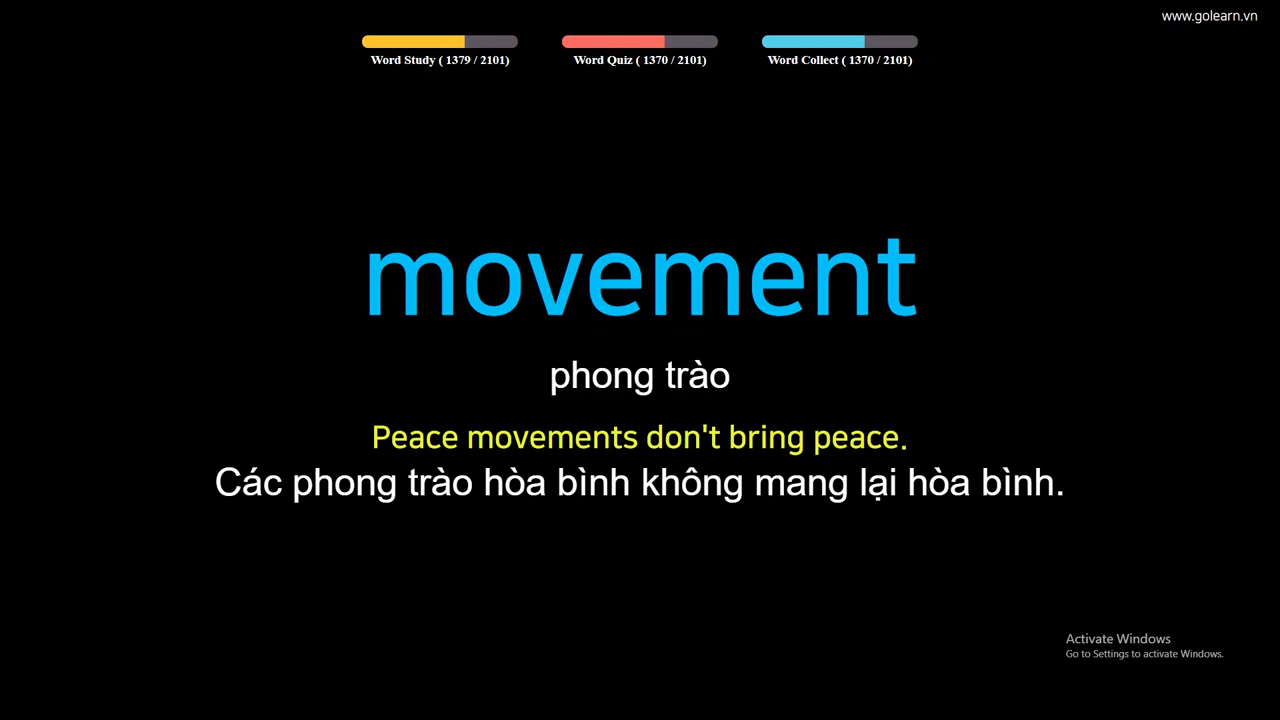 www.golearn.vn
Word Study ( 1379 / 2101)
Word Quiz ( 1370 / 2101)
Word Collect ( 1370 / 2101)
movement
phong trào
Peace movements don't bring peace.
Các phong trào hòa bình không mang lại hòa bình.
Activate Windows
Go to Settings to activate Windows.